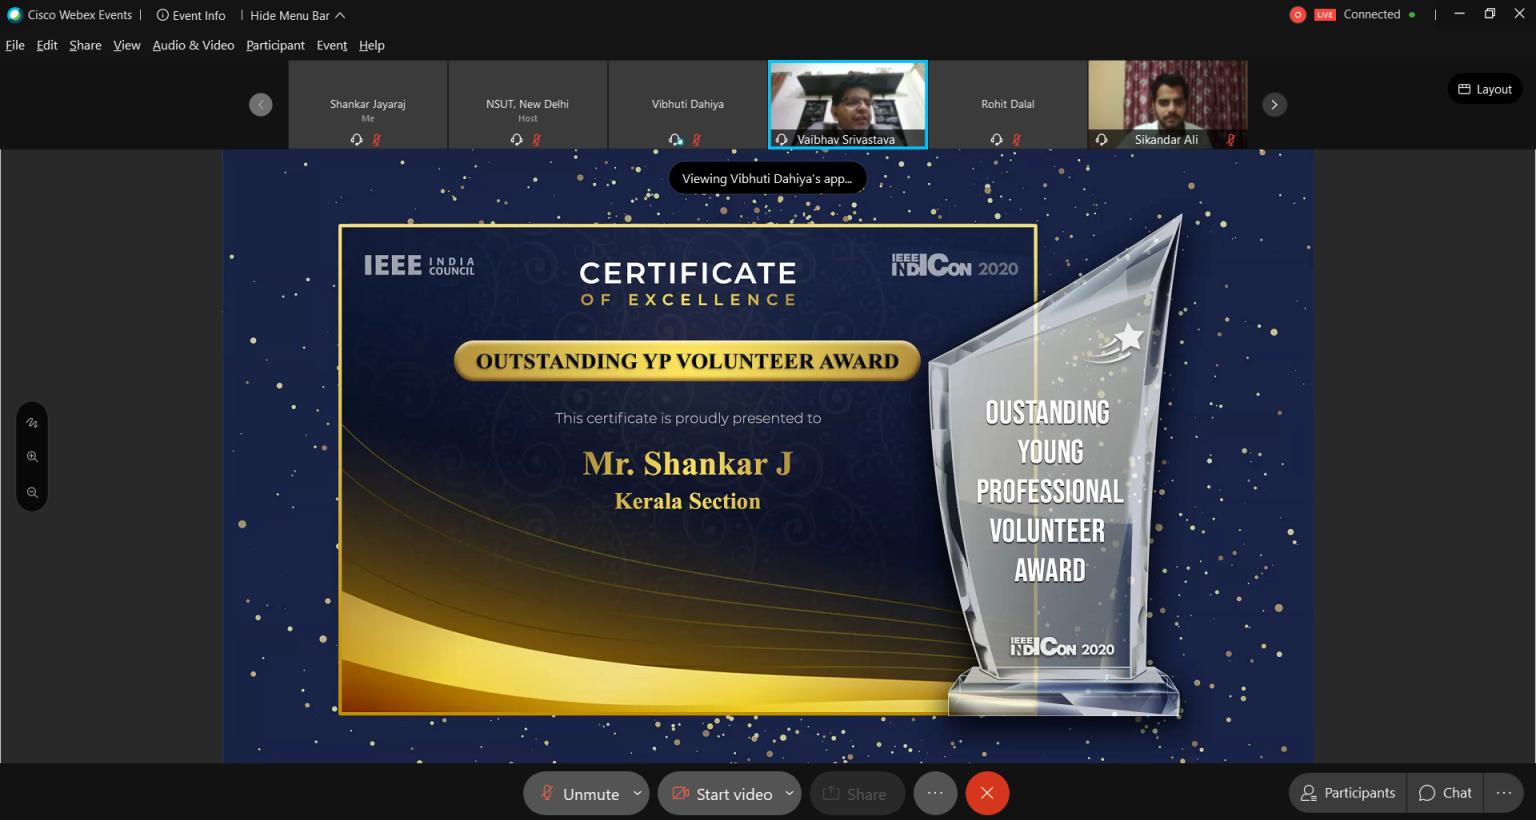 Cisco Webex Events
Event Info
Hide Menu Bar
LIVE
Connected
File Edit Share View Audio & Video Participant Event Help
Shankar Jayaraj
Me
NSUT, New Delhi
Host
Vibhuti Dahiya
Vaibhav Srivastava
Rohit Dalal
Sikandar Ali
Layout
Viewing Vibhuti Dahiya's app...
IEEE INDIA
COUNCIL
CERTIFICATE
OF EXCELLENCE
IEEE
INDICON 2020
OUTSTANDING YP VOLUNTEER AWARD
This certificate is proudly presented to
Mr. Shankar J
Kerala Section
OUSTANDING
YOUNG
PROFESSIONAL
VOLUNTEER
AWARD
IEEE
INDICON 2020
Unmute
Start video
Share
Participants
Chat